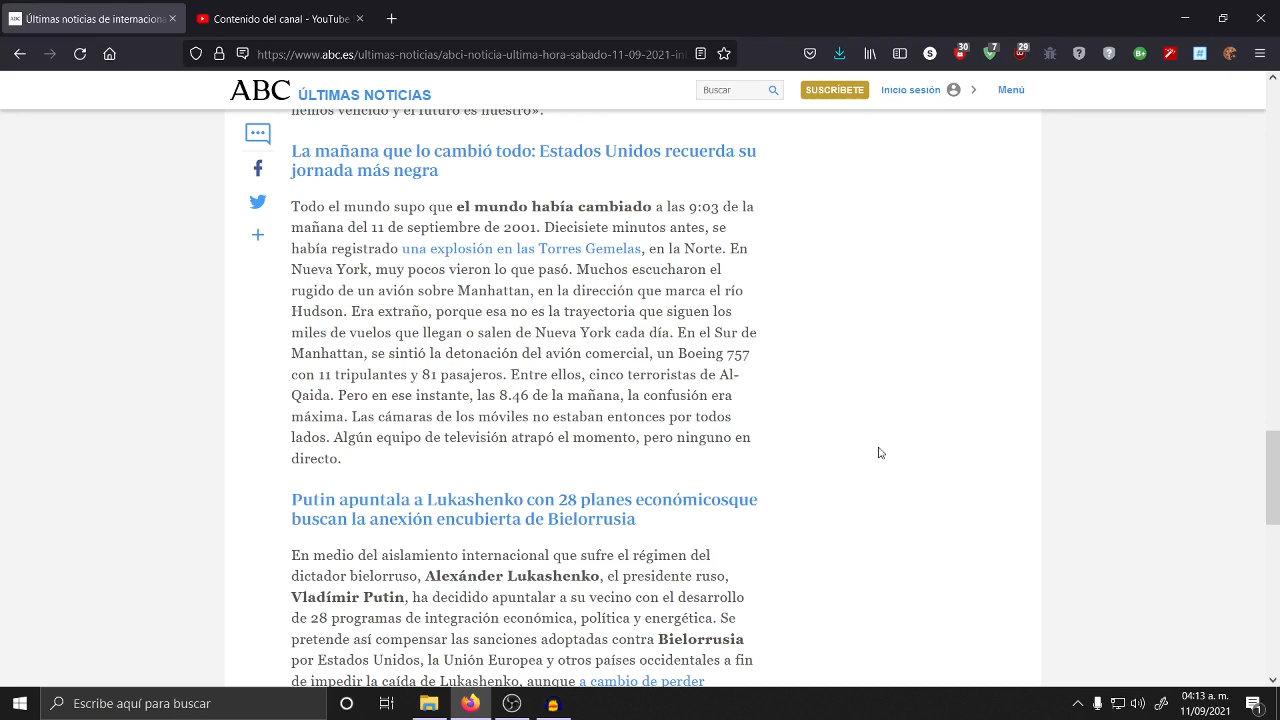 Últimas noticias de internaciona
Contenido del canal - YouTube
https://www.abc.es/ultimas-noticias/ultima-hora-sabado-11-09-2021-int
30
7
29
ABC ÚLTIMAS NOTICIAS
Buscar
SUSCRÍBETE
Inicio sesión
Menú
hemos vencido y el futuro es nuestro».
La mañana que lo cambió todo: Estados Unidos recuerda su
jornada más negra
Todo el mundo supo que el mundo había cambiado a las 9:03 de la
mañana del 11 de septiembre de 2001. Diecisiete minutos antes, se
había registrado una explosión en las Torres Gemelas, en la Norte. En
Nueva York, muy pocos vieron lo que pasó. Muchos escucharon el
rugido de un avión sobre Manhattan, en la dirección que marca el río
Hudson. Era extraño, porque esa no es la trayectoria que siguen los
miles de vuelos que llegan o salen de Nueva York cada día. En el Sur de
Manhattan, se sintió la detonación del avión comercial, un Boeing 757
con 11 tripulantes y 81 pasajeros. Entre ellos, cinco terroristas de Al-
Qaida. Pero en ese instante, las 8.46 de la mañana, la confusión era
máxima. Las cámaras de los móviles no estaban entonces por todos
lados. Algún equipo de televisión atrapó el momento, pero ninguno en
directo.
Putin apuntala a Lukashenko con 28 planes económicosque
buscan la anexión encubierta de Bielorrusia
En medio del aislamiento internacional que sufre el régimen del
dictador bielorruso, Alexánder Lukashenko, el presidente ruso,
Vladímir Putin, ha decidido apuntalar a su vecino con el desarrollo
de 28 programas de integración económica, política y energética. Se
pretende así compensar las sanciones adoptadas contra Bielorrusia
por Estados Unidos, la Unión Europea y otros países occidentales a fin
de impedir la caída de Lukashenko, aunque a cambio de perder
Escribe aquí para buscar
04:13 a. m.
11/09/2021